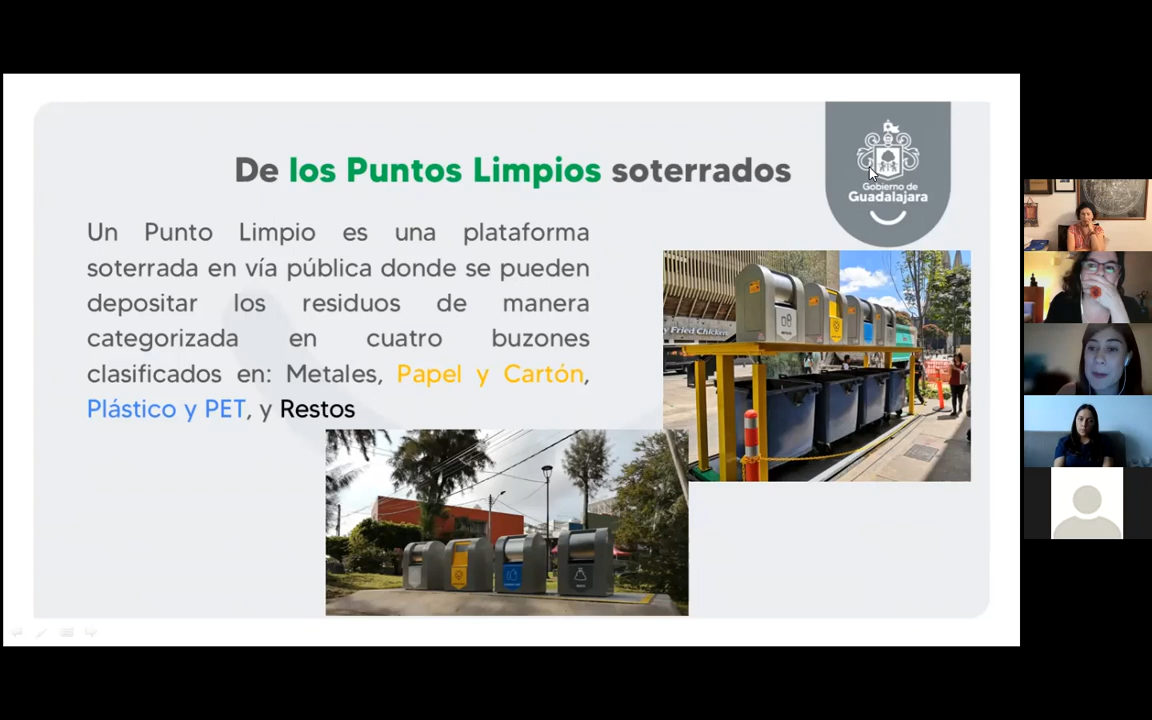 De los Puntos Limpios soterrados
Gobierno de
Guadalajara
Un Punto Limpio es una plataforma
soterrada en vía pública donde se pueden
depositar los residuos de manera
categorizada en cuatro buzones
clasificados en: Metales, Papel y Cartón,
Plástico y PET, y Restos
y Fried Chicken